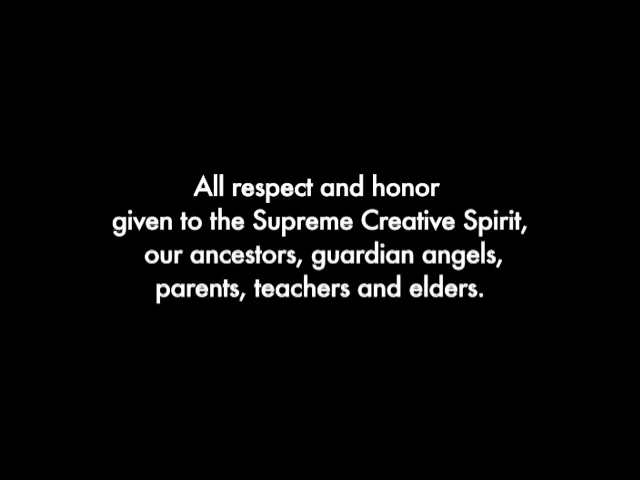 All respect and honor
given to the Supreme Creative Spirit,
our ancestors, guardian angels,
parents, teachers and elders.